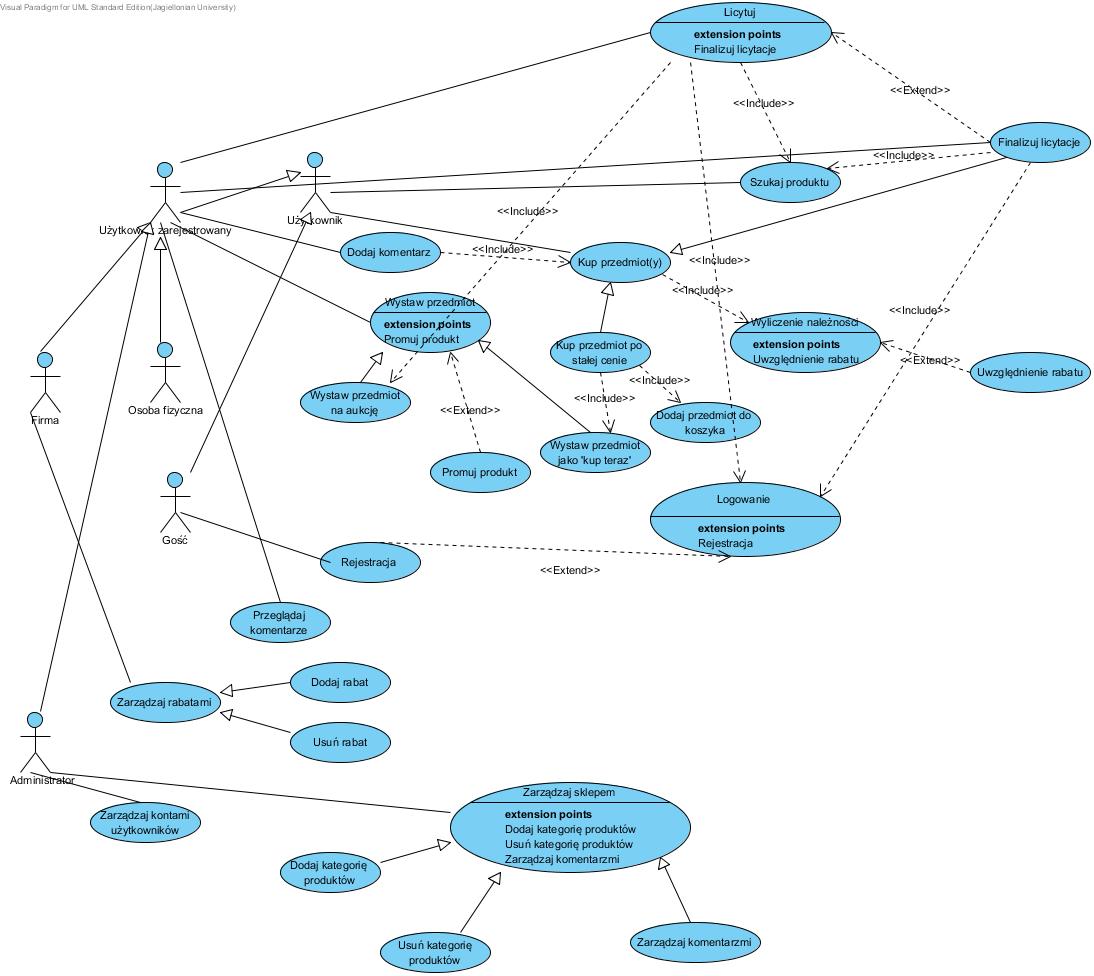 Visual Paradigm for UML Standard Edition(Jagiellonian University)
Licytuj
extension points
Finalizuj licytacje
<<Extend>>
<<Include>>
Finalizuj licytacje
<<Include>>
Szukaj produktu
<<Include>>
Użytkownik
Użytkownik zarejestrowany
Dodaj komentarz
<<Include>>
Kup przedmiot(y)
<<Include>>
<<Include>>
Wystaw przedmiot
extension points
Promuj produkt
<<Include>>
Wyliczenie należności
extension points
Uwzględnienie rabatu
<<Extend>>
Uwzględnienie rabatu
Kup przedmiot po
stałej cenie
<<Include>>
<<Include>>
Wystaw przedmiot
na aukcję
<<Extend>>
Dodaj przedmiot do
koszyka
Firma
Osoba fizyczna
Wystaw przedmiot
jako 'kup teraz'
Promuj produkt
Logowanie
extension points
Rejestracja
Gość
Rejestracja
<<Extend>>
Przeglądaj
komentarze
Dodaj rabat
Zarządzaj rabatami
Usuń rabat
Administrator
Zarządzaj kontami
użytkowników
Zarządzaj sklepem
extension points
Dodaj kategorię produktów
Usuń kategorię produktów
Zarządzaj komentarzmi
Dodaj kategorię
produktów
Usuń kategorię
produktów
Zarządzaj komentarzmi